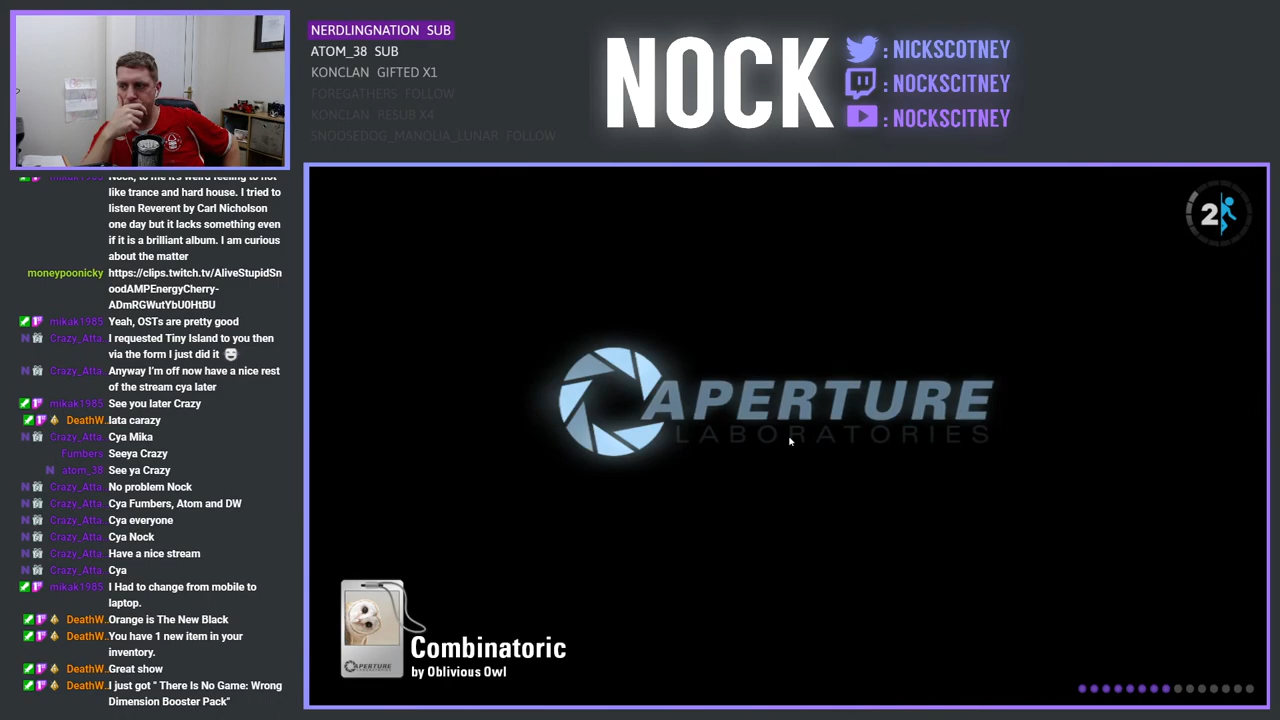 NERDLINGNATION SUB
ATOM_38 SUB
KONCLAN GIFTED X1
FOREGATHERS FOLLOW
KONCLAN RESUB X4
SNOOSEDOG_MANOLIA_LUNAR FOLLOW
NOCK
: NICKSCOTNEY
: NOCKSCITNEY
: NOCKSCITNEY
mikak1985 Nock, to me it's weird feeling to not
like trance and hard house. I tried to
listen Reverent by Carl Nicholson
one day but it lacks something even
if it is a brilliant album. I am curious
about the matter
moneypoonicky https://clips.twitch.tv/AliveStupidSn
oodAMPEnergyCherry-
ADmRGWutYbU0HtBU
mikak1985 Yeah, OSTs are pretty good
Crazy_Atta. I requested Tiny Island to you then
via the form I just did it
Crazy_Atta. Anyway I'm off now have a nice rest
of the stream cya later
mikak1985 See you later Crazy
DeathW.. lata carazy
Crazy_Atta. Cya Mika
Fumbers Seeya Crazy
N atom_38 See ya Crazy
Crazy_Atta. No problem Nock
Crazy_Atta. Cya Fumbers, Atom and DW
Crazy_Atta. Cya everyone
Crazy_Atta. Cya Nock
Crazy_Atta. Have a nice stream
Crazy_Atta. Cya
mikak1985 I Had to change from mobile to
laptop.
DeathW.. Orange is The New Black
DeathW.. You have 1 new item in your
inventory.
DeathW.. Great show
DeathW.. I just got " There Is No Game: Wrong
Dimension Booster Pack"
2
APERTURE
LABORATORIES
APERTURE
Combinatoric
by Oblivious Owl